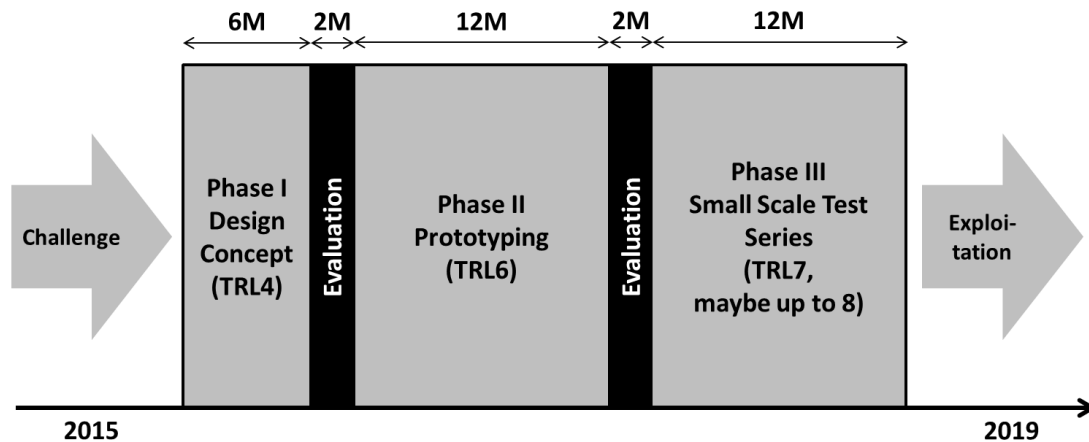 6M
2M
12M
2M
12M
Challenge
Phase I
Design
Concept
(TRL4)
Evaluation
Phase II
Prototyping
(TRL6)
Evaluation
Phase III
Small Scale Test
Series
(TRL7,
maybe up to 8)
Exploi-
tation
2015
2019